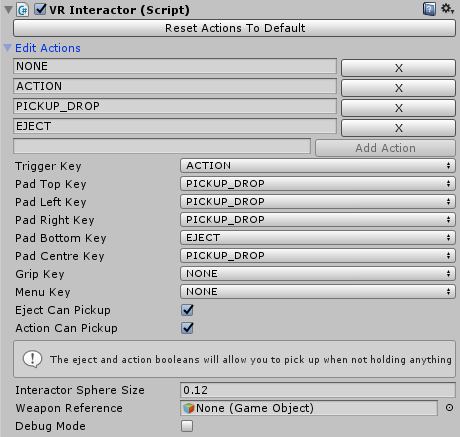 VR Interactor (Script)
Reset Actions To Default
Edit Actions
NONE X
ACTION X
PICKUP_DROP X
EJECT X
Add Action
Trigger Key ACTION
Pad Top Key PICKUP_DROP
Pad Left Key PICKUP_DROP
Pad Right Key PICKUP_DROP
Pad Bottom Key EJECT
Pad Centre Key PICKUP_DROP
Grip Key NONE
Menu Key NONE
Eject Can Pickup
Action Can Pickup
The eject and action booleans will allow you to pick up when not holding anything
Interactor Sphere Size 0.12
Weapon Reference None (Game Object)
Debug Mode